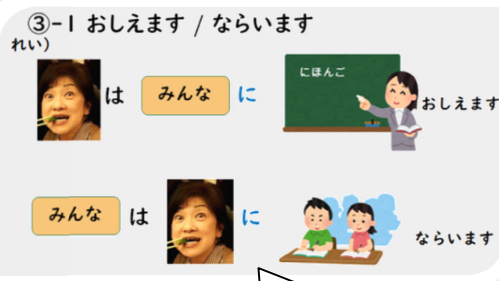 ③-1 おしえます / ならいます
れい）
は みんな に にほんご おしえます
みんな は に ならいます